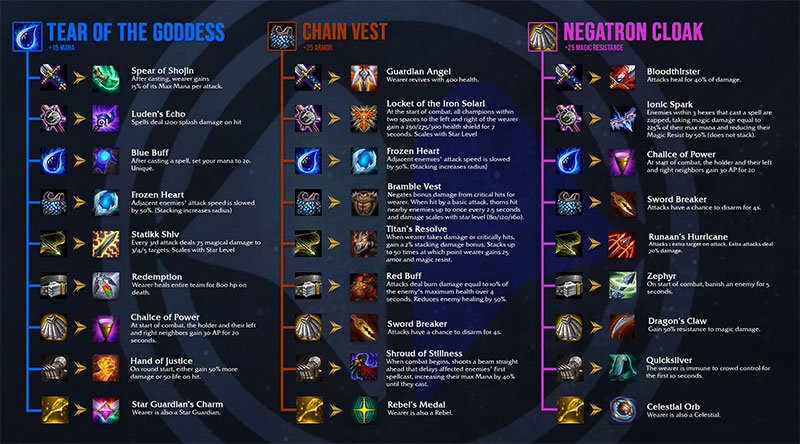 TEAR OF THE GODDESS
+15 MANA
Spear of Shojin
After casting, wearer gains
15% of its Max Mana per attack.
Luden's Echo
Spells deal 1200 splash damage on hit
Blue Buff
After casting a spell, set your mana to 20.
Unique.
Frozen Heart
Adjacent enemies' attack speed is slowed
by 50%. (Stacking increases radius)
Statikk Shiv
Every 3rd attack deals 75 magical damage to
3/4/5 targets. Scales with Star Level
Redemption
Wearer heals entire team for 800 hp on
death.
Chalice of Power
At start of combat, the holder and their left
and right neighbors gain 30 AP for 20
seconds.
Hand of Justice
On round start, either gain 50% more
damage or 50 life on hit.
Star Guardian's Charm
Wearer is also a Star Guardian.
CHAIN VEST
+25 ARMOR
Guardian Angel
Wearer revives with 400 health.
Locket of the Iron Solari
At the start of combat, all champions within
two spaces to the left and right of the wearer
gain a 250/275/300 health shield for 7
seconds. Scales with Star Level
Frozen Heart
Adjacent enemies' attack speed is slowed
by 50%. (Stacking increases radius)
Bramble Vest
Negates bonus damage from critical hits for
wearer. When hit by a basic attack, thorns hit
nearby enemies up to once every 2.5 seconds
and damage scales with star level (80/120/160).
Titan's Resolve
When wearer takes damage or critically hits,
gain a 2% stacking damage bonus. Stacks up
to 50 times at which point wearer gains 25
armor and magic resist.
Red Buff
Attacks deal burn damage equal to 10% of
the enemy's maximum health over 4
seconds. Reduces enemy healing by 50%.
Sword Breaker
Attacks have a chance to disarm for 4s.
Shroud of Stillness
When combat begins, shoots a beam straight
ahead that delays affected enemies' first
spellcast, increasing their max Mana by 40%
until they cast.
Rebel's Medal
Wearer is also a Rebel.
NEGATRON CLOAK
+25 MAGIC RESISTANCE
Bloodthirster
Attacks heal for 40% of damage.
Ionic Spark
Enemies within 3 hexes that cast a spell are
zapped, taking magic damage equal to
225% of their max mana and reducing their
Magic Resist by 50% (does not stack).
Chalice of Power
At start of combat, the holder and their left
and right neighbors gain 30 AP for 20
Sword Breaker
Attacks have a chance to disarm for 4s.
Runaan's Hurricane
Attacks 1 extra target on attack. Extra attacks deal
70% damage.
Zephyr
On start of combat, banish an enemy for 5
seconds.
Dragon's Claw
Gain 50% resistance to magic damage.
Quicksilver
The wearer is immune to crowd control for
the first 10 seconds.
Celestial Orb
Wearer is also a Celestial.